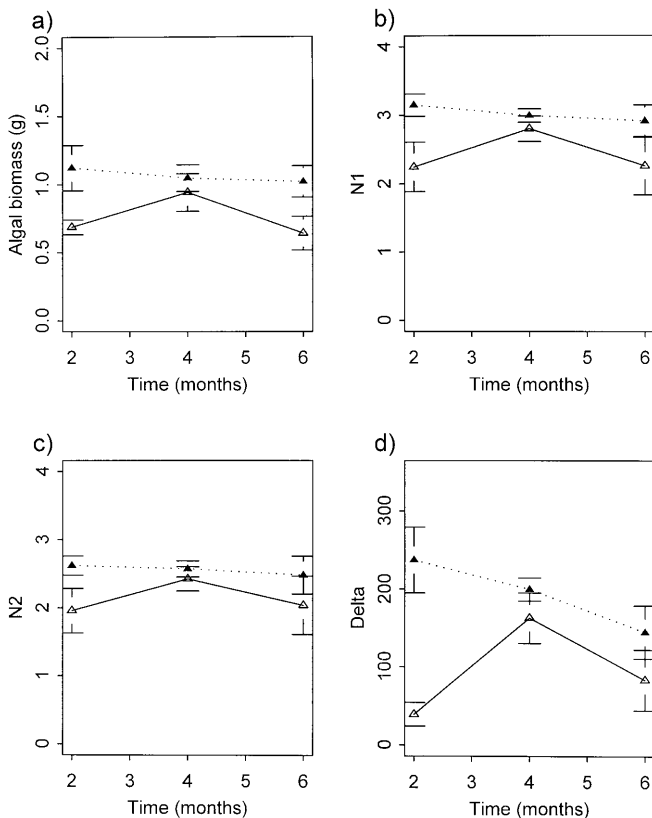 a)
Algal biomass (g)
2.0
1.5
1.0
0.5
0.0
2 3 4 5 6
Time (months)
b)
N1
4
3
2
1
0
2 3 4 5 6
Time (months)
c)
N2
4
3
2
1
0
2 3 4 5 6
Time (months)
d)
Delta
300
200
100
0
2 3 4 5 6
Time (months)